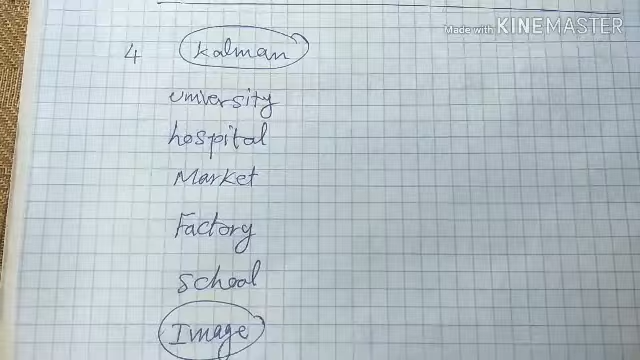 Made with KINEMASTER
4 Kalman
University
hospital
Market
Factory
School
Image